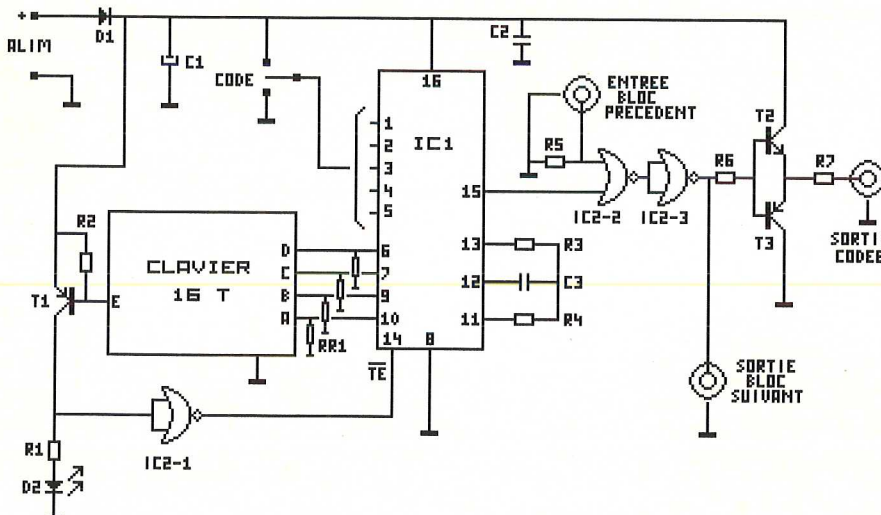 +
ALIM
-
D1
C1
CODE
C2
16
IC1
1
2
3
4
5
ENTREE
BLOC
PRECEDENT
R5
15
IC2-2
IC2-3
R6
T2
R7
T3
SORTIE
CODEE
R2
T1
E
CLAVIER
16 T
D
C
B
A
6
7
9
10
RR1
14
8
TE
13
12
11
R3
C3
R4
SORTIE
BLOC
SUIVANT
R1
D2
IC2-1